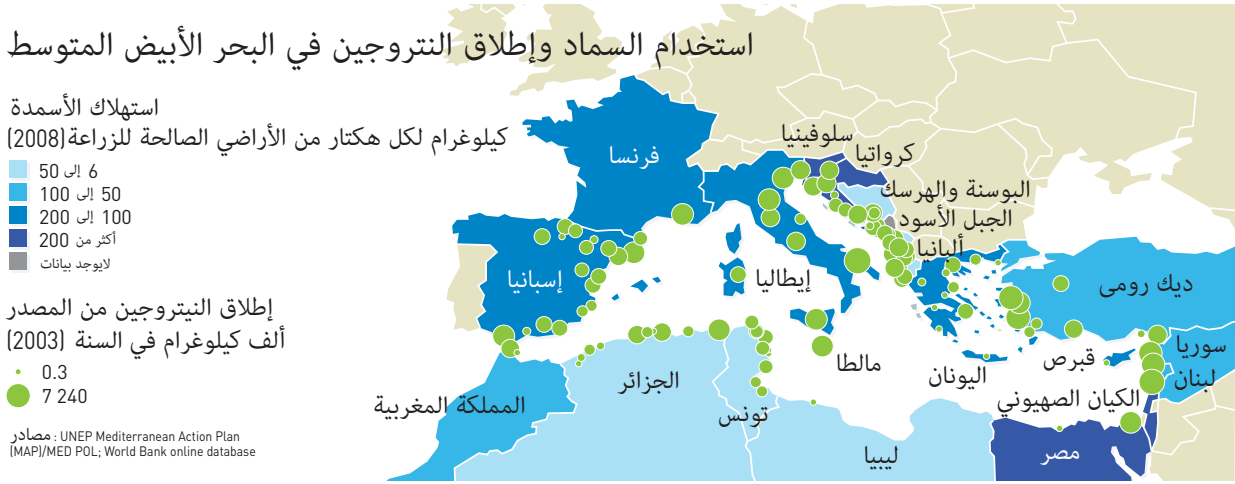 استخدام السماد وإطلاق النتروجين في البحر الأبيض المتوسط
استهلاك الأسمدة
كيلوغرام لكل هكتار من الأراضي الصالحة للزراعة(2008)
6 إلى 50
50 إلى 100
100 إلى 200
أكثر من 200
لايوجد بيانات
إطلاق النيتروجين من المصدر
ألف كيلوغرام في السنة (2003)
0.3
7 240
مصادر : UNEP Mediterranean Action Plan
(MAP)/MED POL; World Bank online database
سلوفينيا
كرواتيا
فرنسا
البوسنة والهرسك
الجبل الأسود
ألبانيا
إسبانيا
إيطاليا
ديك رومى
مالطا
اليونان
قبرص
سوريا
لبنان
الكيان الصهيوني
المملكة المغربية
الجزائر
تونس
ليبيا
مصر